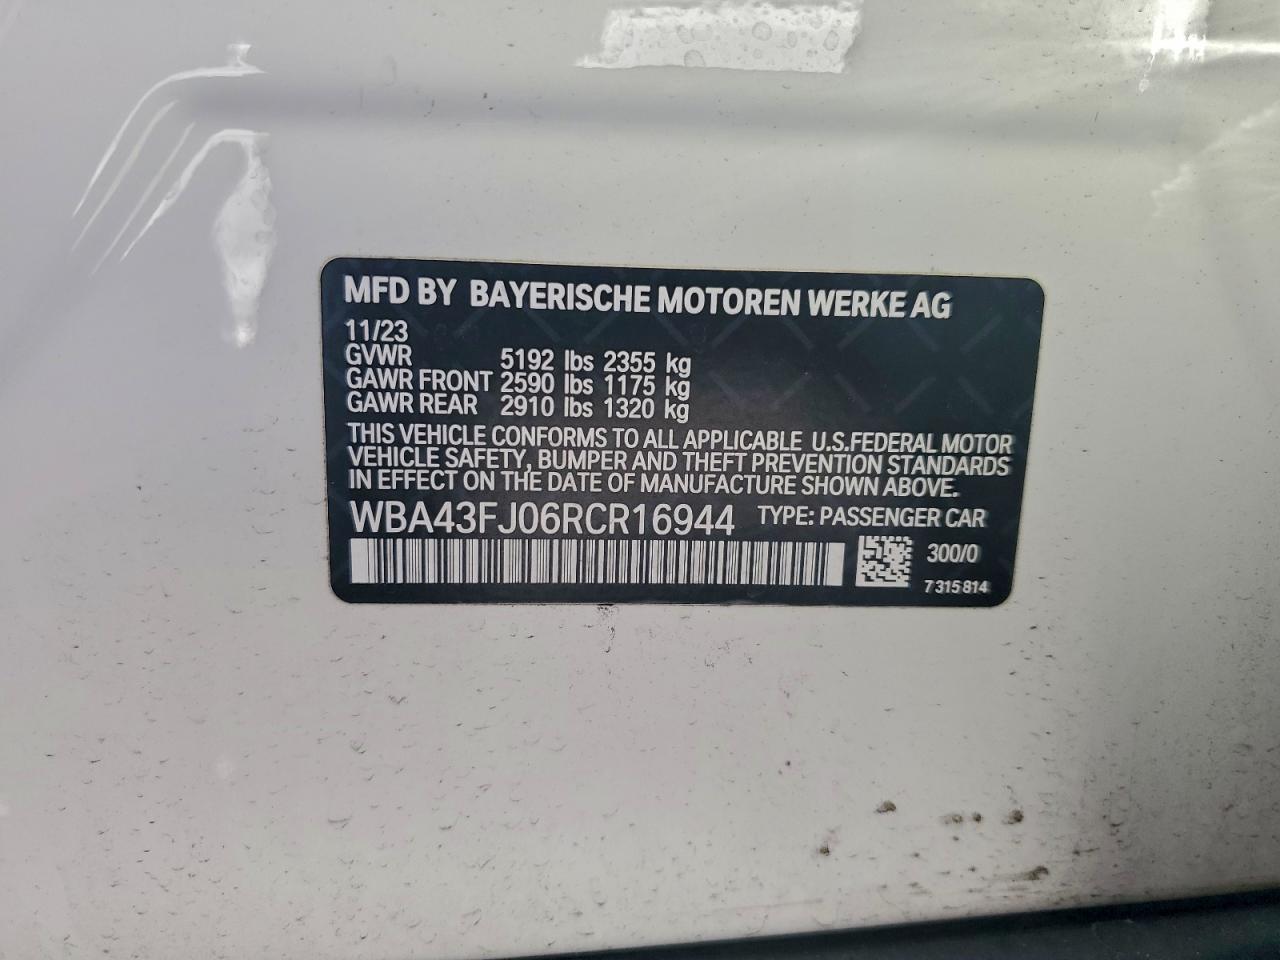 MFD BY BAYERISCHE MOTOREN WERKE AG
11/23
GVWR 5192 lbs 2355 kg
GAWR FRONT 2590 lbs 1175 kg
GAWR REAR 2910 lbs 1320 kg
THIS VEHICLE CONFORMS TO ALL APPLICABLE U.S.FEDERAL MOTOR
VEHICLE SAFETY, BUMPER AND THEFT PREVENTION STANDARDS
IN EFFECT ON THE DATE OF MANUFACTURE SHOWN ABOVE.
WBA43FJ06RCR16944 TYPE: PASSENGER CAR
300/0
7 315 814